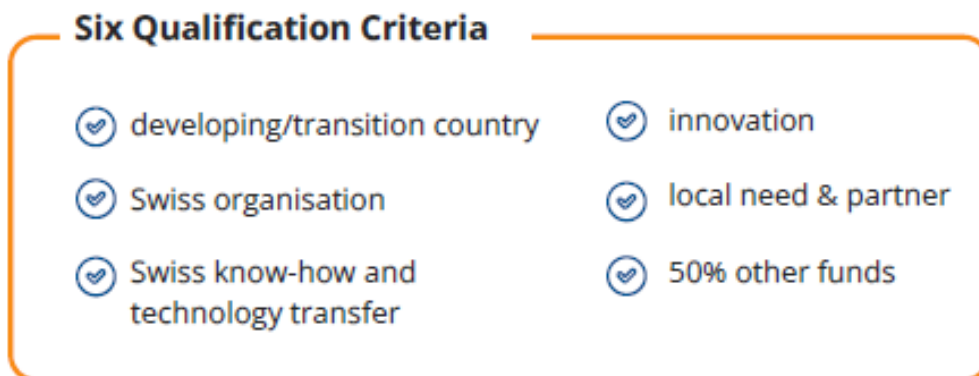 Six Qualification Criteria
developing/transition country
Swiss organisation
Swiss know-how and
technology transfer
innovation
local need & partner
50% other funds